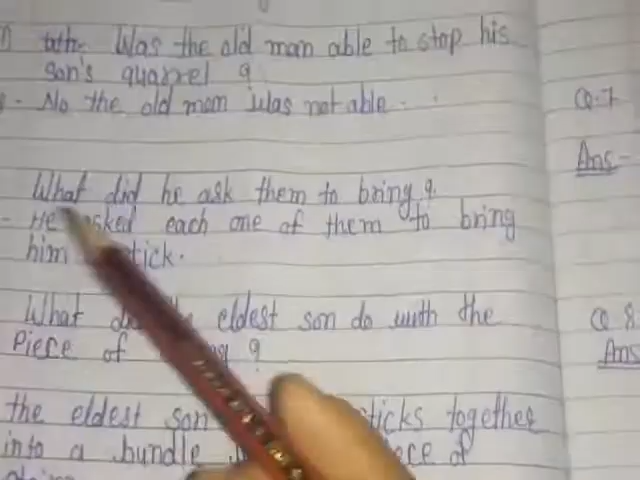 Was the old man able to stop his
son's quarrel ?
No the old man was not able.
What did he ask them to bring ?
He asked each one of them to bring
him stick.
What did the eldest son do with the
Piece of ?
the eldest son sticks together
into a bundle
Q.7
Ans-
Q 8.
Ans